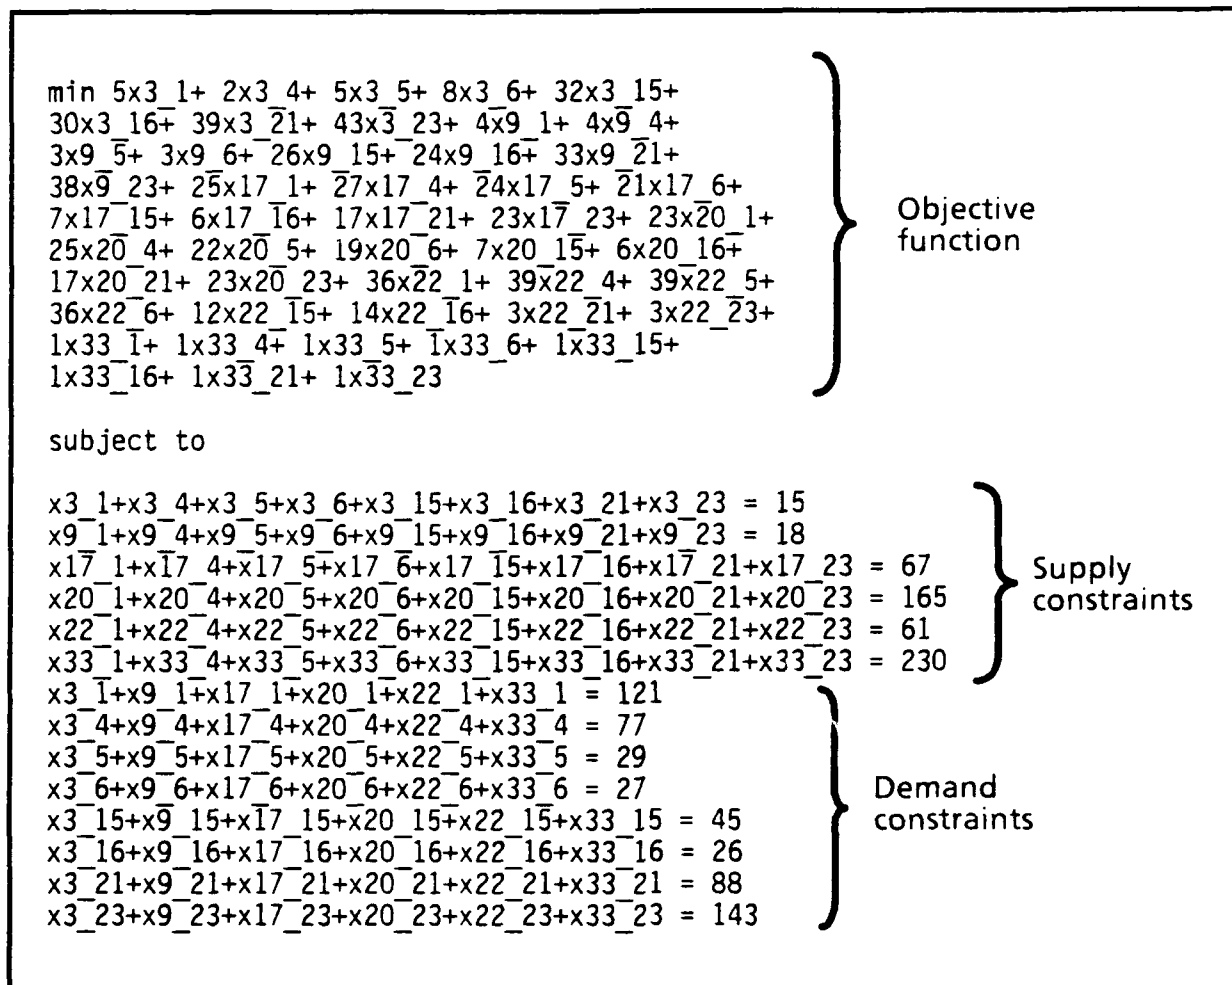 min 5x3_1+ 2x3_4+ 5x3_5+ 8x3_6+ 32x3_15+
30x3_16+ 39x3_21+ 43x3_23+ 4x9_1+ 4x9_4+
3x9_5+ 3x9_6+ 26x9_15+ 24x9_16+ 33x9_21+
38x9_23+ 25x17_1+ 27x17_4+ 24x17_5+ 21x17_6+
7x17_15+ 6x17_16+ 17x17_21+ 23x17_23+ 23x20_1+
25x20_4+ 22x20_5+ 19x20_6+ 7x20_15+ 6x20_16+
17x20_21+ 23x20_23+ 36x22_1+ 39x22_4+ 39x22_5+
36x22_6+ 12x22_15+ 14x22_16+ 3x22_21+ 3x22_23+
1x33_1+ 1x33_4+ 1x33_5+ 1x33_6+ 1x33_15+
1x33_16+ 1x33_21+ 1x33_23
Objective
function
subject to
x3_1+x3_4+x3_5+x3_6+x3_15+x3_16+x3_21+x3_23 = 15
x9_1+x9_4+x9_5+x9_6+x9_15+x9_16+x9_21+x9_23 = 18
x17_1+x17_4+x17_5+x17_6+x17_15+x17_16+x17_21+x17_23 = 67
x20_1+x20_4+x20_5+x20_6+x20_15+x20_16+x20_21+x20_23 = 165
x22_1+x22_4+x22_5+x22_6+x22_15+x22_16+x22_21+x22_23 = 61
x33_1+x33_4+x33_5+x33_6+x33_15+x33_16+x33_21+x33_23 = 230
Supply
constraints
x3_1+x9_1+x17_1+x20_1+x22_1+x33_1 = 121
x3_4+x9_4+x17_4+x20_4+x22_4+x33_4 = 77
x3_5+x9_5+x17_5+x20_5+x22_5+x33_5 = 29
x3_6+x9_6+x17_6+x20_6+x22_6+x33_6 = 27
x3_15+x9_15+x17_15+x20_15+x22_15+x33_15 = 45
x3_16+x9_16+x17_16+x20_16+x22_16+x33_16 = 26
x3_21+x9_21+x17_21+x20_21+x22_21+x33_21 = 88
x3_23+x9_23+x17_23+x20_23+x22_23+x33_23 = 143
Demand
constraints